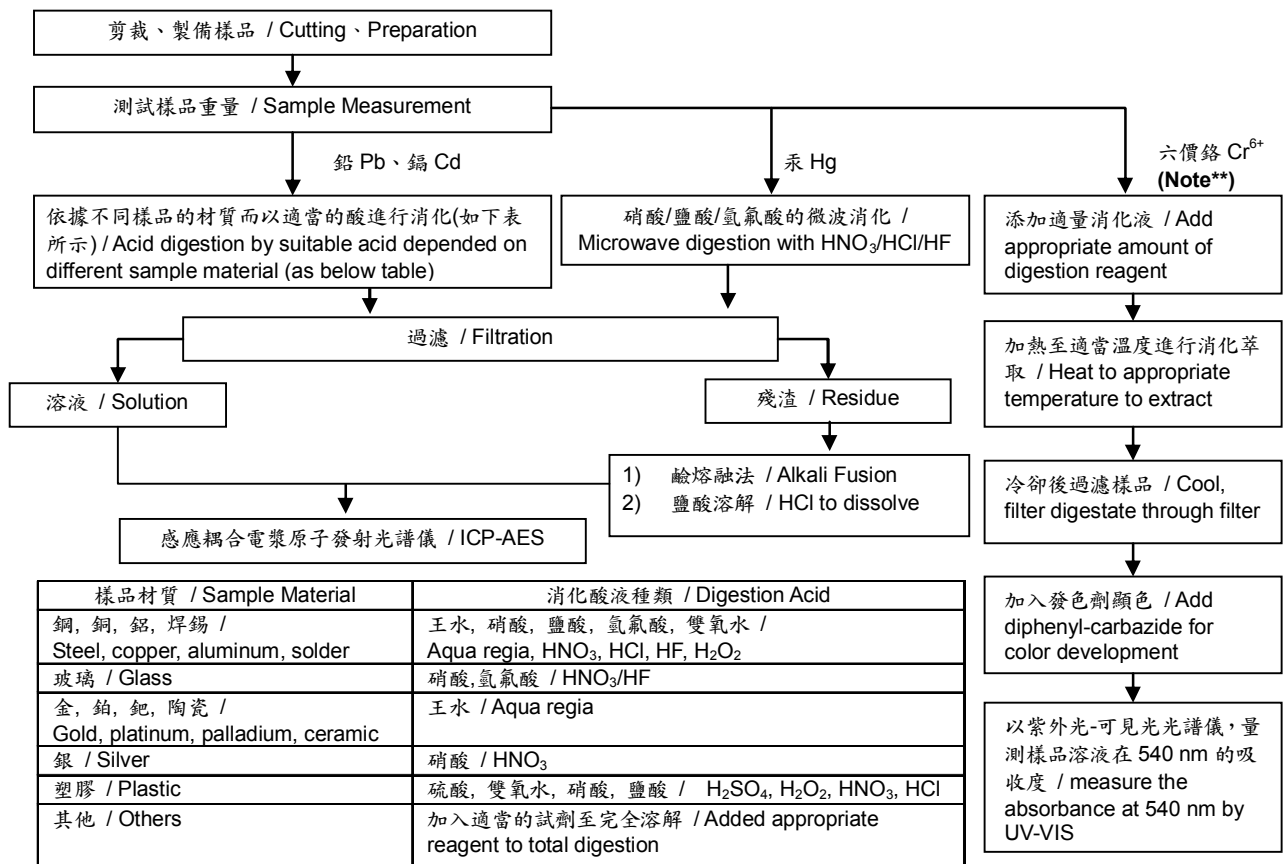 剪裁、製備樣品 / Cutting、Preparation
測試樣品重量 / Sample Measurement
鉛 Pb、鎘 Cd
汞 Hg
六價鉻 Cr⁶⁺
(Note**)
依據不同樣品的材質而以適當的酸進行消化(如下表
所示) / Acid digestion by suitable acid depended on
different sample material (as below table)
硝酸/鹽酸/氫氟酸的微波消化 /
Microwave digestion with HNO₃/HCl/HF
添加適量消化液 / Add
appropriate amount of
digestion reagent
過濾 / Filtration
加熱至適當溫度進行消化萃
取 / Heat to appropriate
temperature to extract
溶液 / Solution
殘渣 / Residue
1) 鹼熔融法 / Alkali Fusion
2) 鹽酸溶解 / HCl to dissolve
冷卻後過濾樣品 / Cool,
filter digestate through filter
感應耦合電漿原子發射光譜儀 / ICP-AES
加入發色劑顯色 / Add
diphenyl-carbazide for
color development
以紫外光-可見光光譜儀，量
測樣品溶液在 540 nm 的吸
收度 / measure the
absorbance at 540 nm by
UV-VIS
樣品材質 / Sample Material
消化酸液種類 / Digestion Acid
鋼, 銅, 鋁, 焊錫 /
Steel, copper, aluminum, solder
王水, 硝酸, 鹽酸, 氫氟酸, 雙氧水 /
Aqua regia, HNO₃, HCl, HF, H₂O₂
玻璃 / Glass
硝酸,氫氟酸 / HNO₃/HF
金, 鉑, 鈀, 陶瓷 /
Gold, platinum, palladium, ceramic
王水 / Aqua regia
銀 / Silver
硝酸 / HNO₃
塑膠 / Plastic
硫酸, 雙氧水, 硝酸, 鹽酸 / H₂SO₄, H₂O₂, HNO₃, HCl
其他 / Others
加入適當的試劑至完全溶解 / Added appropriate
reagent to total digestion